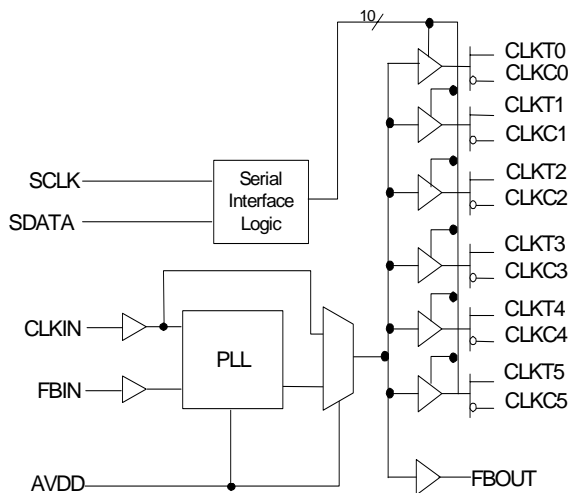 10
CLKT0
CLKC0
CLKT1
CLKC1
CLKT2
CLKC2
CLKT3
CLKC3
CLKT4
CLKC4
CLKT5
CLKC5
FBOUT
SCLK
SDATA
Serial
Interface
Logic
CLKIN
FBIN
PLL
AVDD